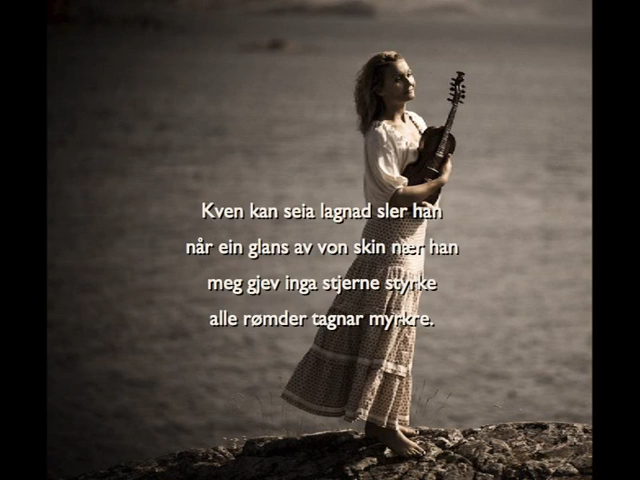 Kven kan seia lagnad sler han
når ein glans av von skin nær han
meg gjev inga stjerne styrke
alle rømder tagnar myrkre.